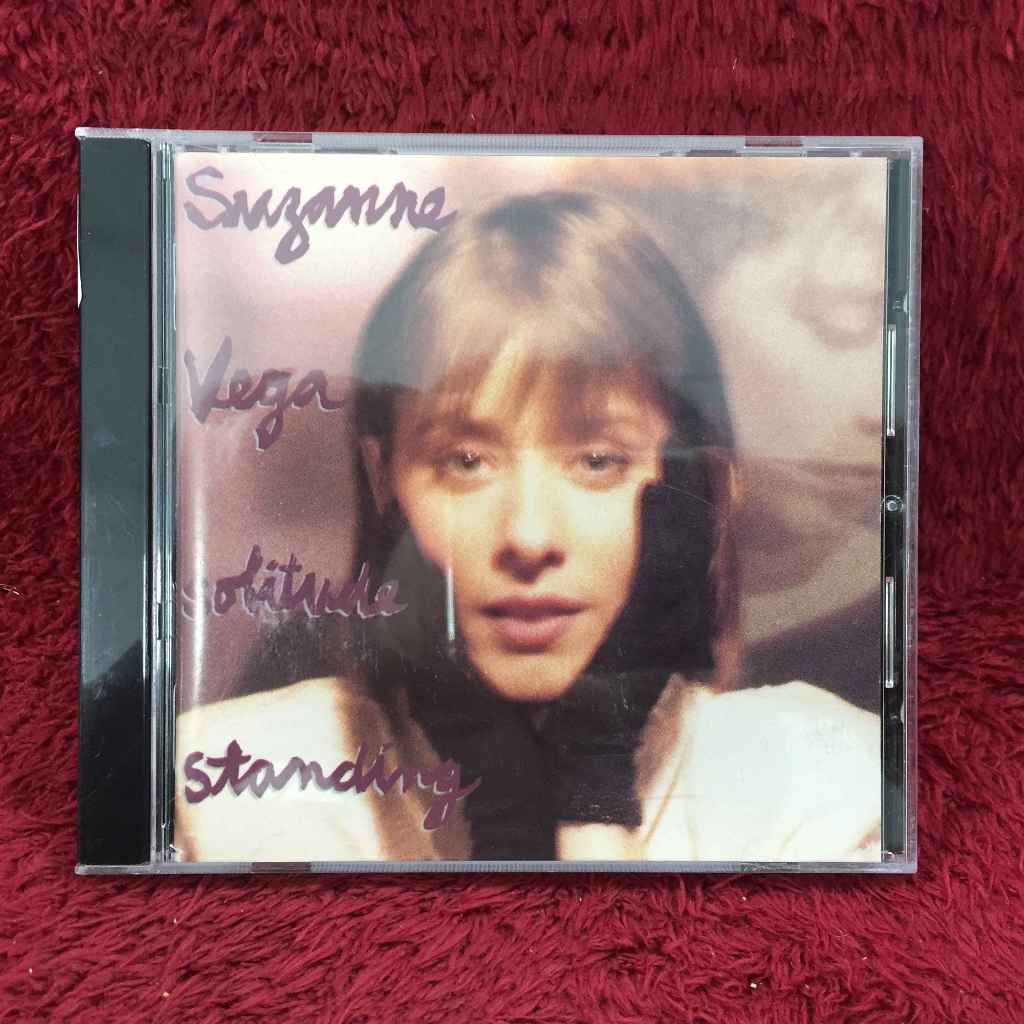 Suzanne
Vega
solitude
standing